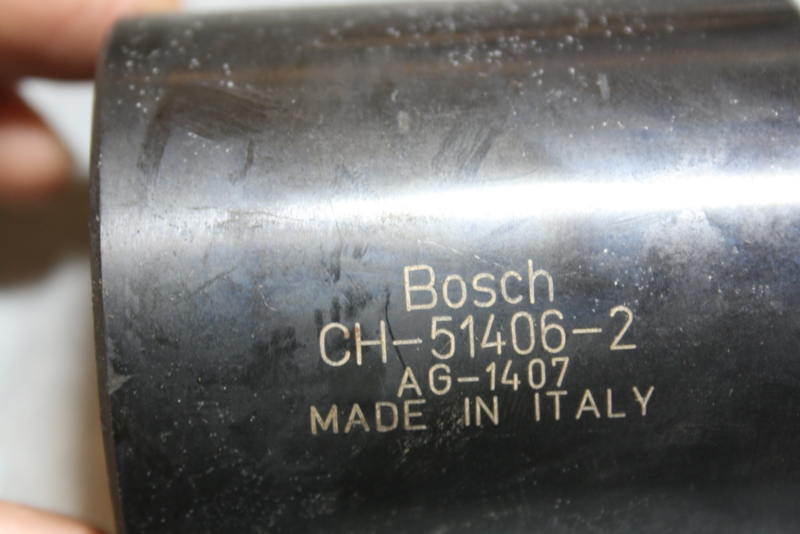 Bosch
CH-51406-2
AG-1407
MADE IN ITALY